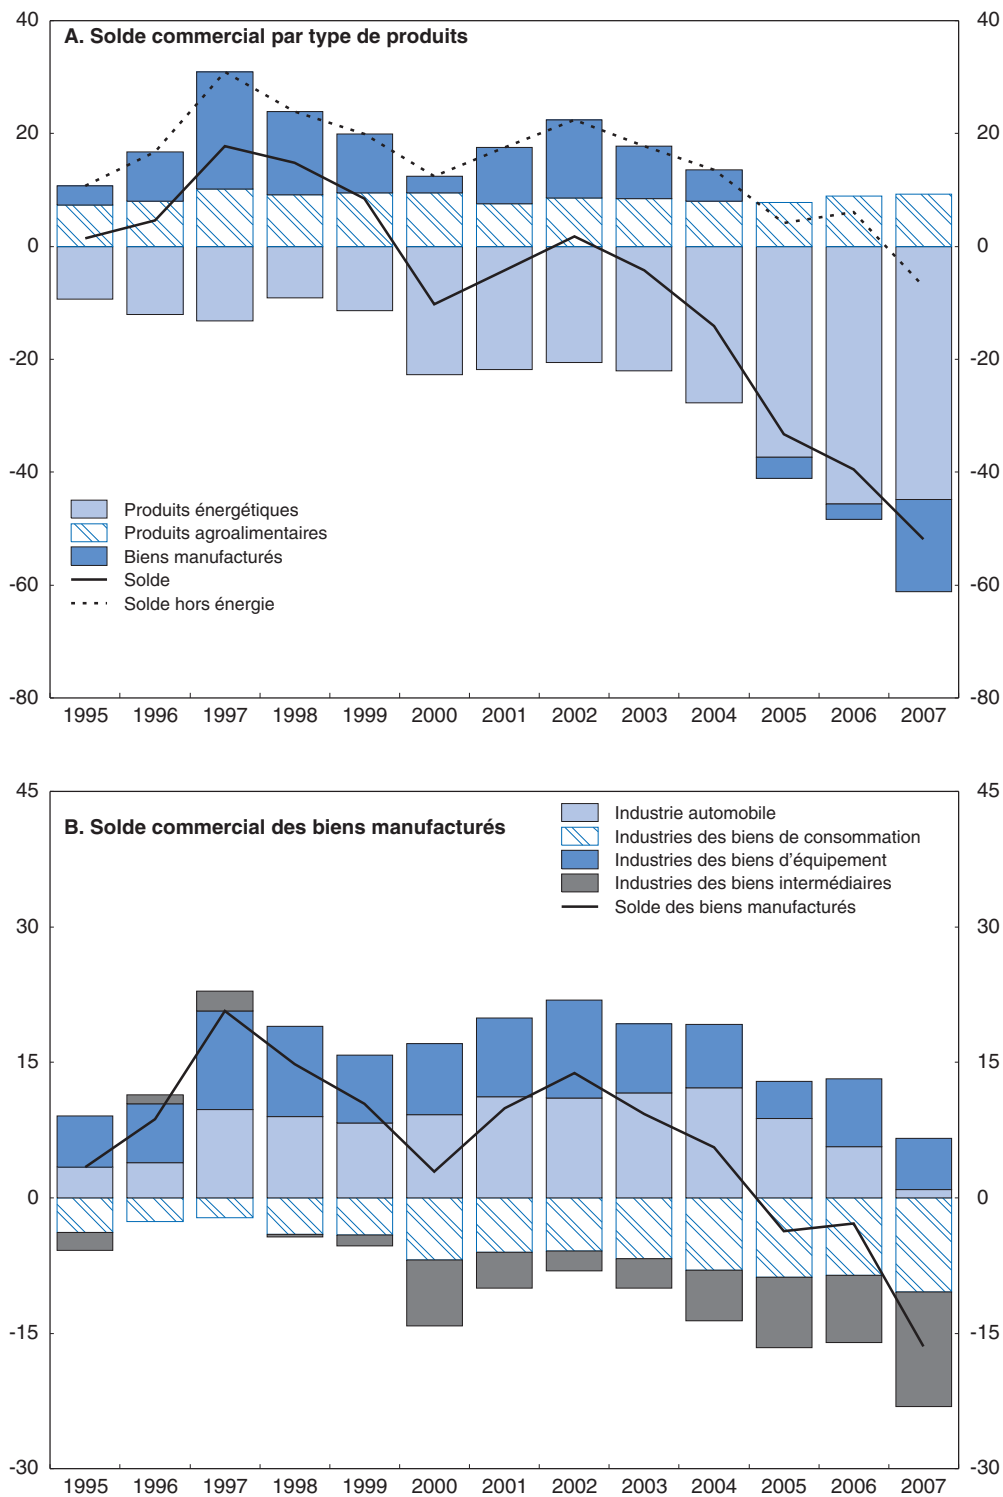 A. Solde commercial par type de produits
40 40
20 20
0 0
-20 -20
-40 -40
-60 -60
-80 -80
Produits énergétiques
Produits agroalimentaires
Biens manufacturés
Solde
Solde hors énergie
1995 1996 1997 1998 1999 2000 2001 2002 2003 2004 2005 2006 2007
B. Solde commercial des biens manufacturés
45 45
30 30
15 15
0 0
-15 -15
-30 -30
Industrie automobile
Industries des biens de consommation
Industries des biens d'équipement
Industries des biens intermédiaires
Solde des biens manufacturés
1995 1996 1997 1998 1999 2000 2001 2002 2003 2004 2005 2006 2007